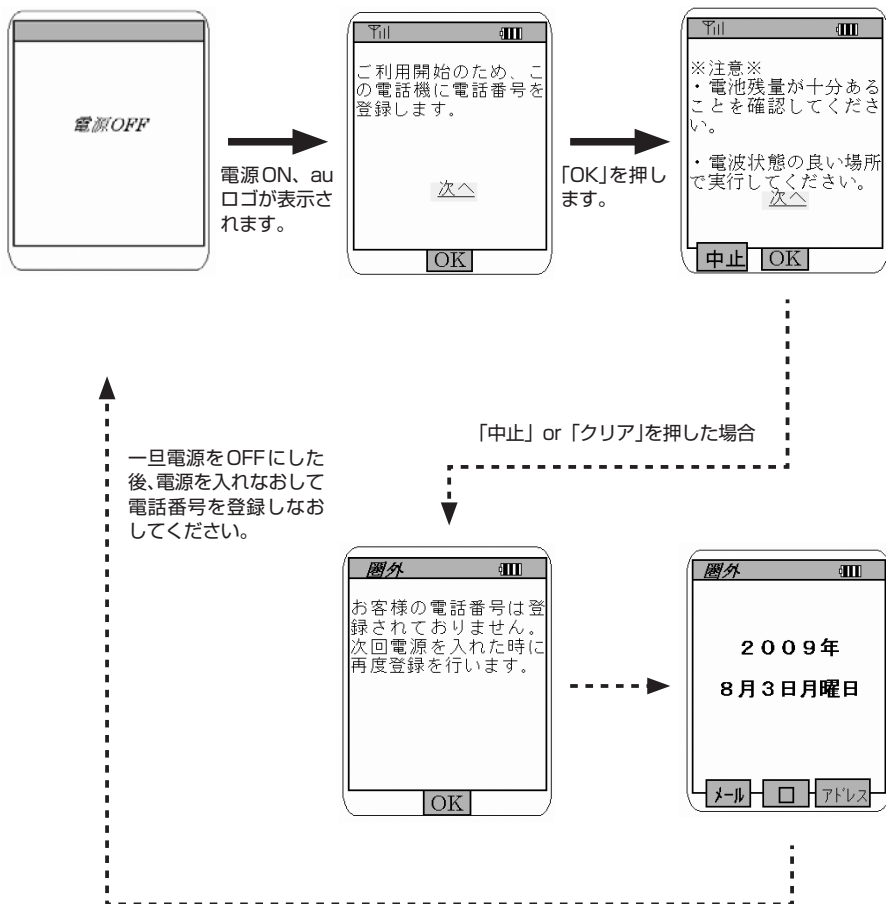 電源OFF
電源ON、au
ロゴが表示さ
れます。
ご利用開始のため、こ
の電話機に電話番号を
登録します。
次へ
OK
「OK」を押し
ます。
※注意※
・電池残量が十分ある
ことを確認してくださ
い。
・電波状態の良い場所
で実行してください。
次へ
中止 OK
「中止」or「クリア」を押した場合
一旦電源をOFFにした
後、電源を入れなおして
電話番号を登録しなお
してください。
圏外
お客様の電話番号は登
録されておりません。
次回電源を入れた時に
再度登録を行います。
OK
圏外
2009年
8月3日月曜日
メール アドレス